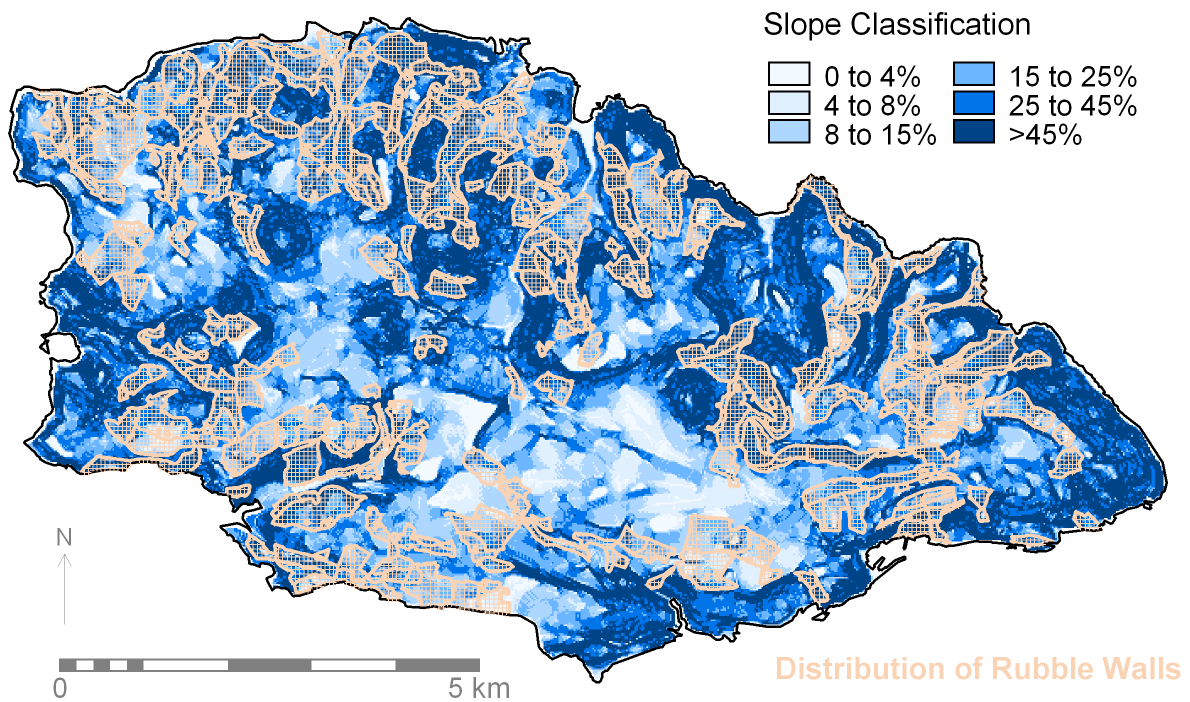 Slope Classification
0 to 4%
4 to 8%
8 to 15%
15 to 25%
25 to 45%
>45%
N
0
5 km
Distribution of Rubble Walls